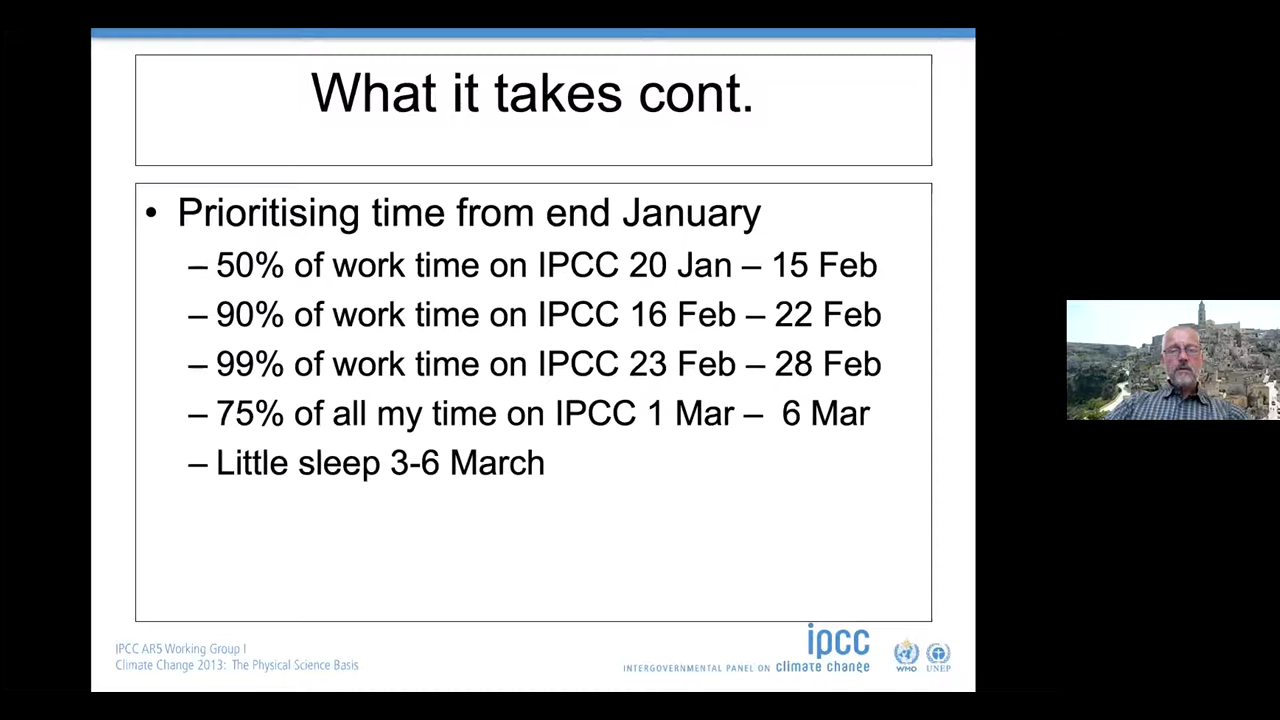 What it takes cont.
• Prioritising time from end January
– 50% of work time on IPCC 20 Jan – 15 Feb
– 90% of work time on IPCC 16 Feb – 22 Feb
– 99% of work time on IPCC 23 Feb – 28 Feb
– 75% of all my time on IPCC 1 Mar – 6 Mar
– Little sleep 3-6 March
IPCC AR5 Working Group I
Climate Change 2013: The Physical Science Basis
ipcc
INTERGOVERNMENTAL PANEL ON climate change
WMO
UNEP